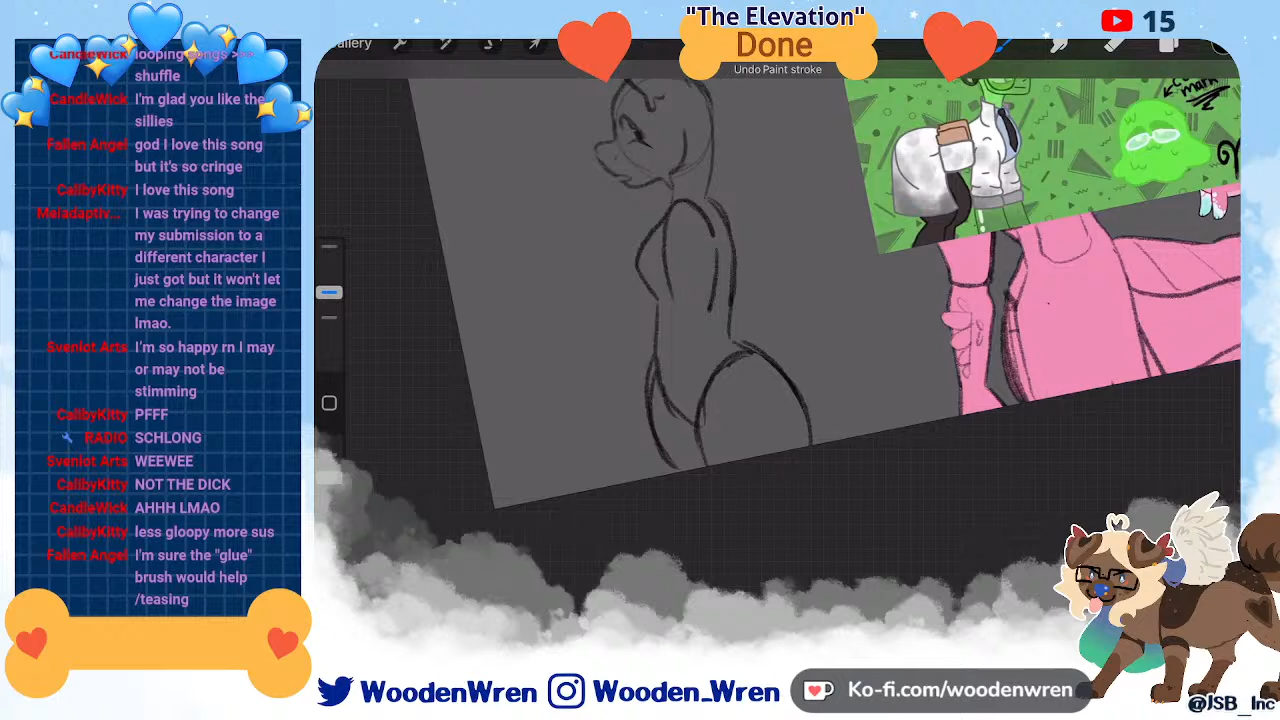 "The Elevation"
Done
15
allery
Undo Paint stroke
CandleWick looping songs >>>
shuffle
CandleWick I'm glad you like the
sillies
Fallen Angel god I love this song
but it's so cringe
CallbyKitty I love this song
Meladaptiv... I was trying to change
my submission to a
different character I
just got but it won't let
me change the image
lmao.
Sveniot Arts I'm so happy rn I may
or may not be
stimming
CallbyKitty PFFF
RADIO SCHLONG
Sveniot Arts WEEWEE
CallbyKitty NOT THE DICK
CandleWick AHHH LMAO
CallbyKitty less gloopy more sus
Fallen Angel I'm sure the "glue"
brush would help
/teasing
WoodenWren
Wooden_Wren
Ko-fi.com/woodenwren
@JSB_Inc